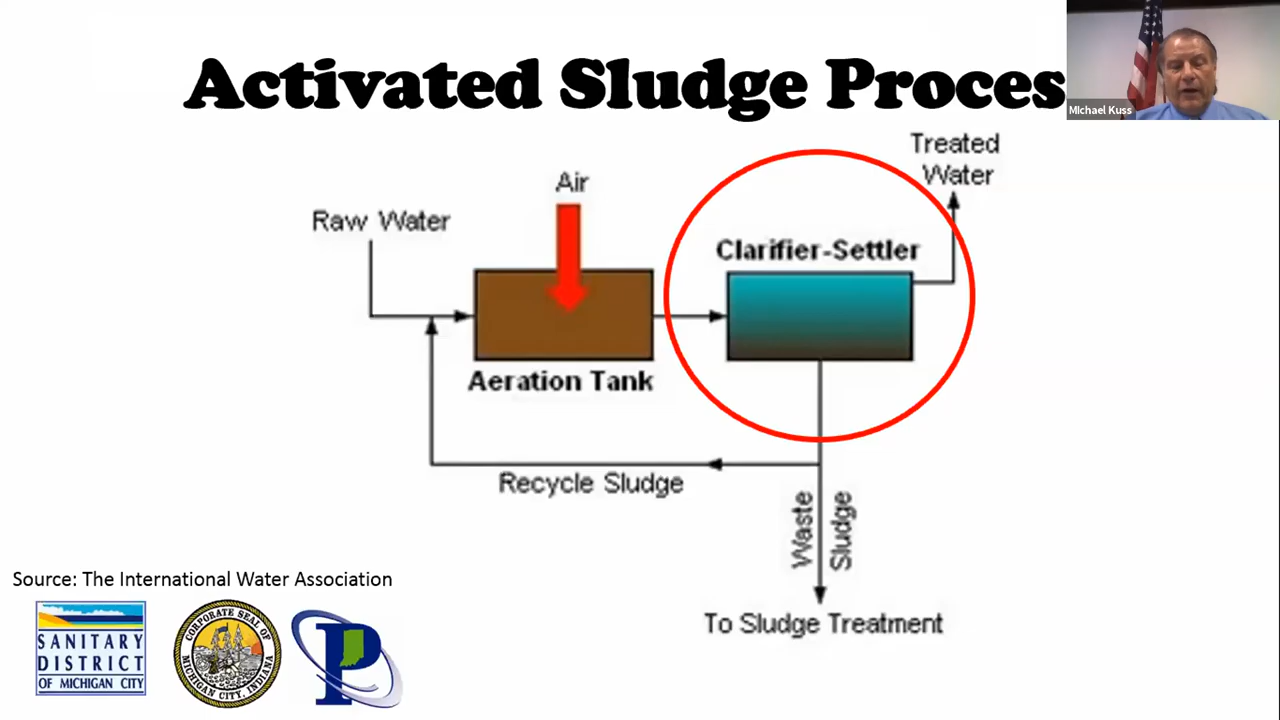 Activated Sludge Proces
Michael Kuss
Treated
Water
Air
Raw Water
Clarifier-Settler
Aeration Tank
Recycle Sludge
Waste
Sludge
To Sludge Treatment
Source: The International Water Association
SANITARY
DISTRICT
OF MICHIGAN CITY
CORPORATE SEAL OF
MICHIGAN CITY, INDIANA
P